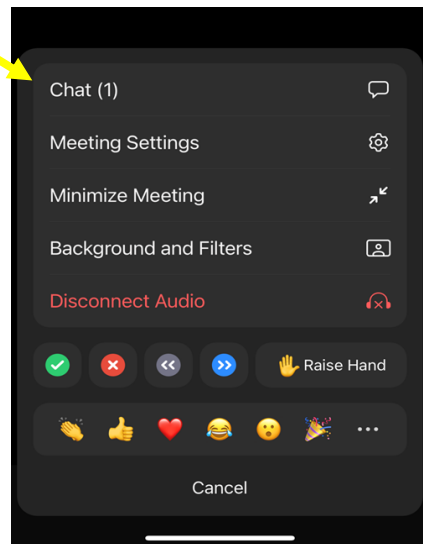 Chat (1)
Meeting Settings
Minimize Meeting
Background and Filters
Disconnect Audio
Raise Hand
Cancel